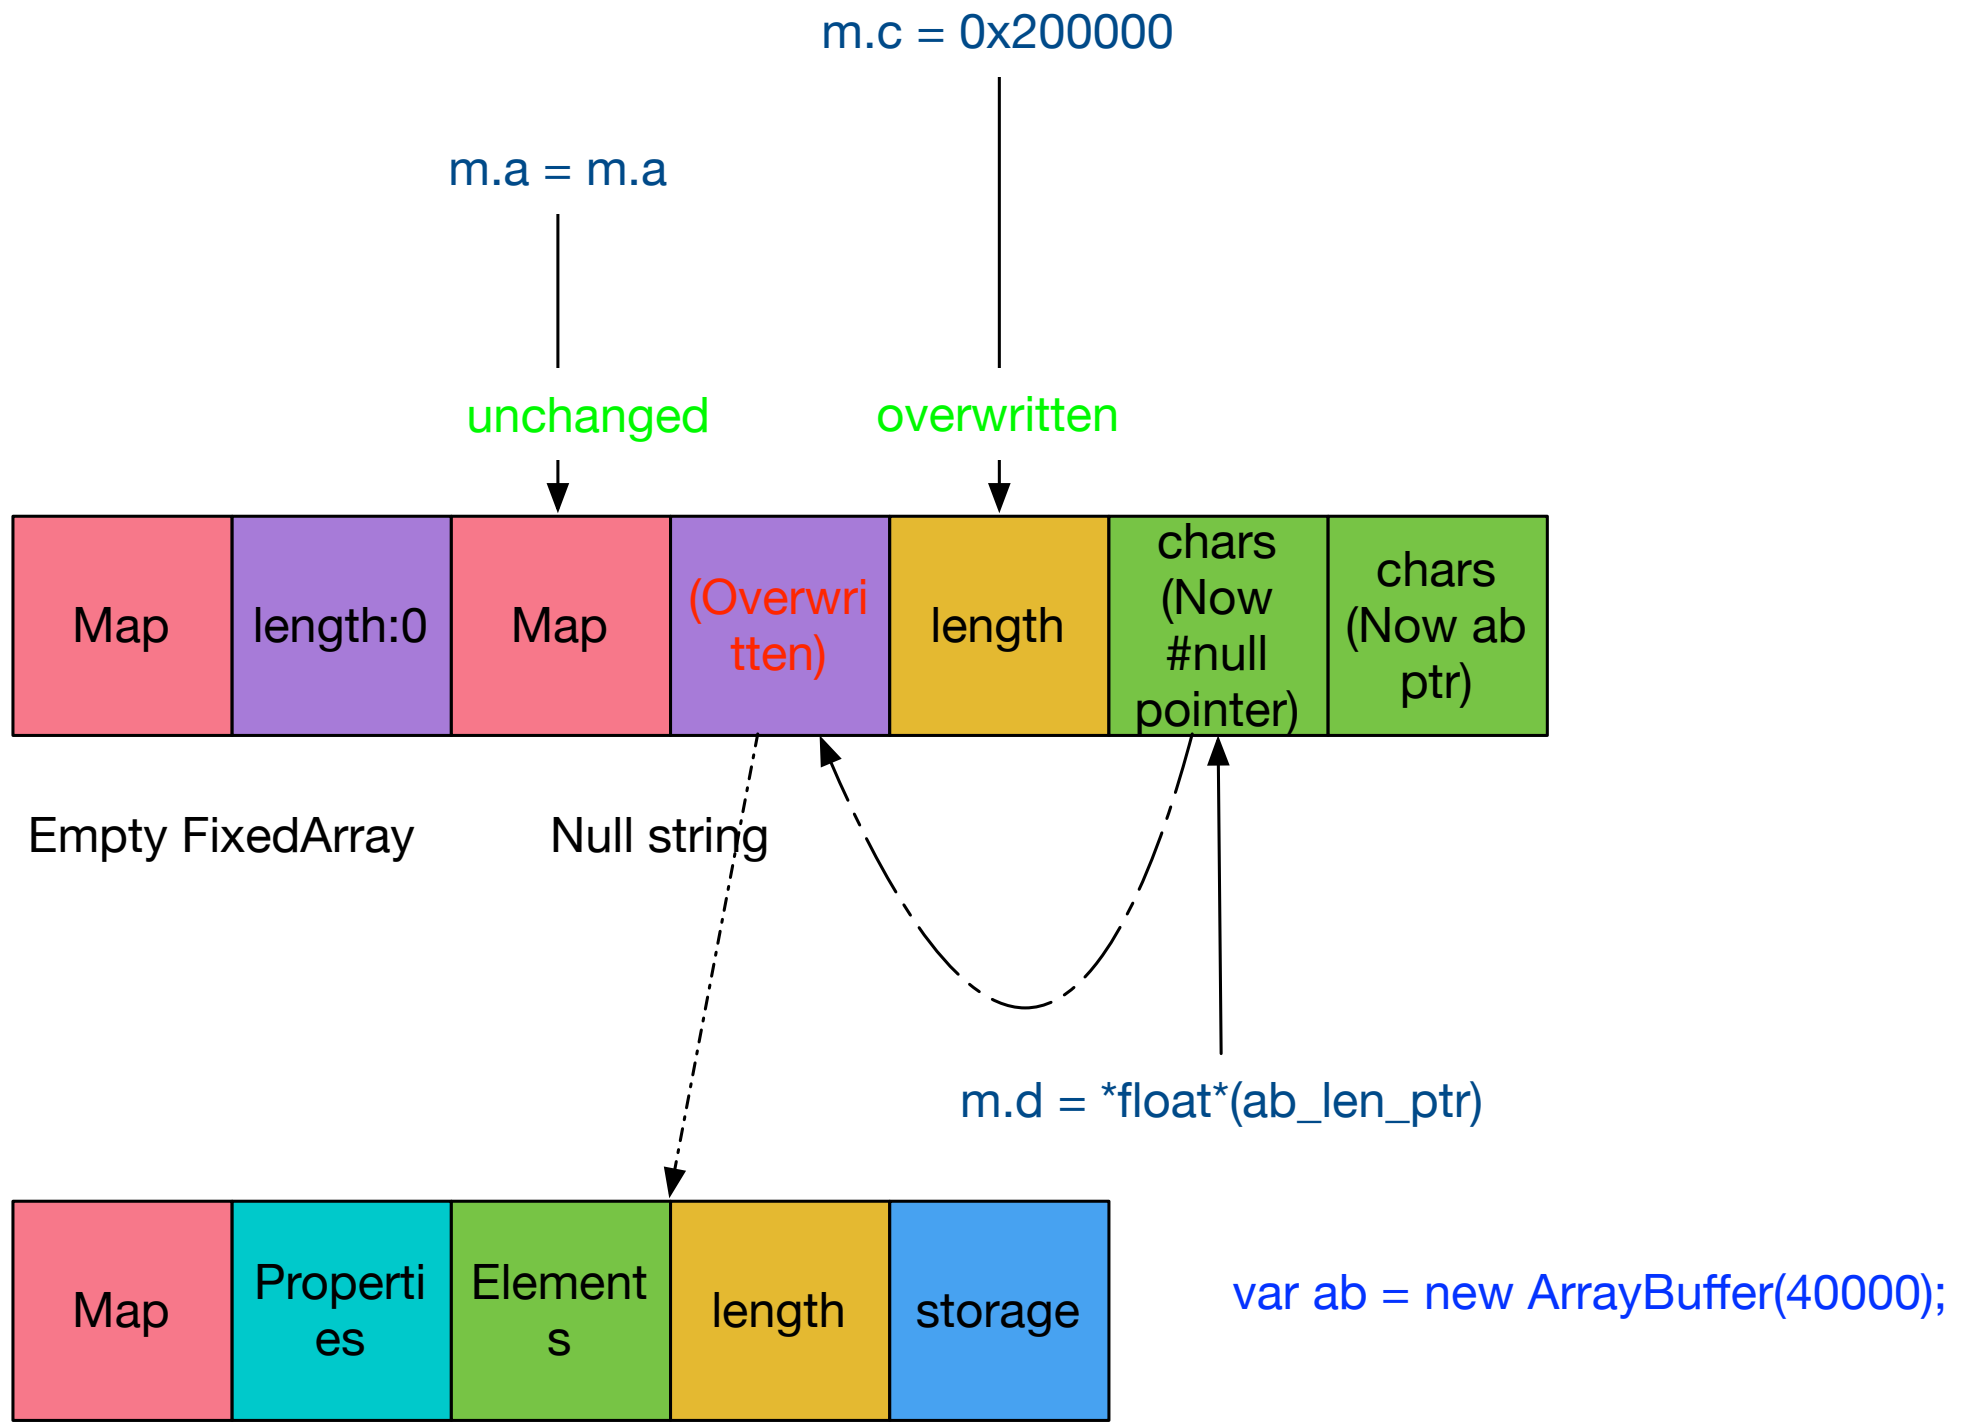 m.c = 0x200000
m.a = m.a
unchanged
overwritten
Map
length:0
Map
(Overwri
tten)
length
chars
(Now
#null
pointer)
chars
(Now ab
ptr)
Empty FixedArray
Null string
m.d = *float*(ab_len_ptr)
Map
Properti
es
Element
s
length
storage
var ab = new ArrayBuffer(40000);